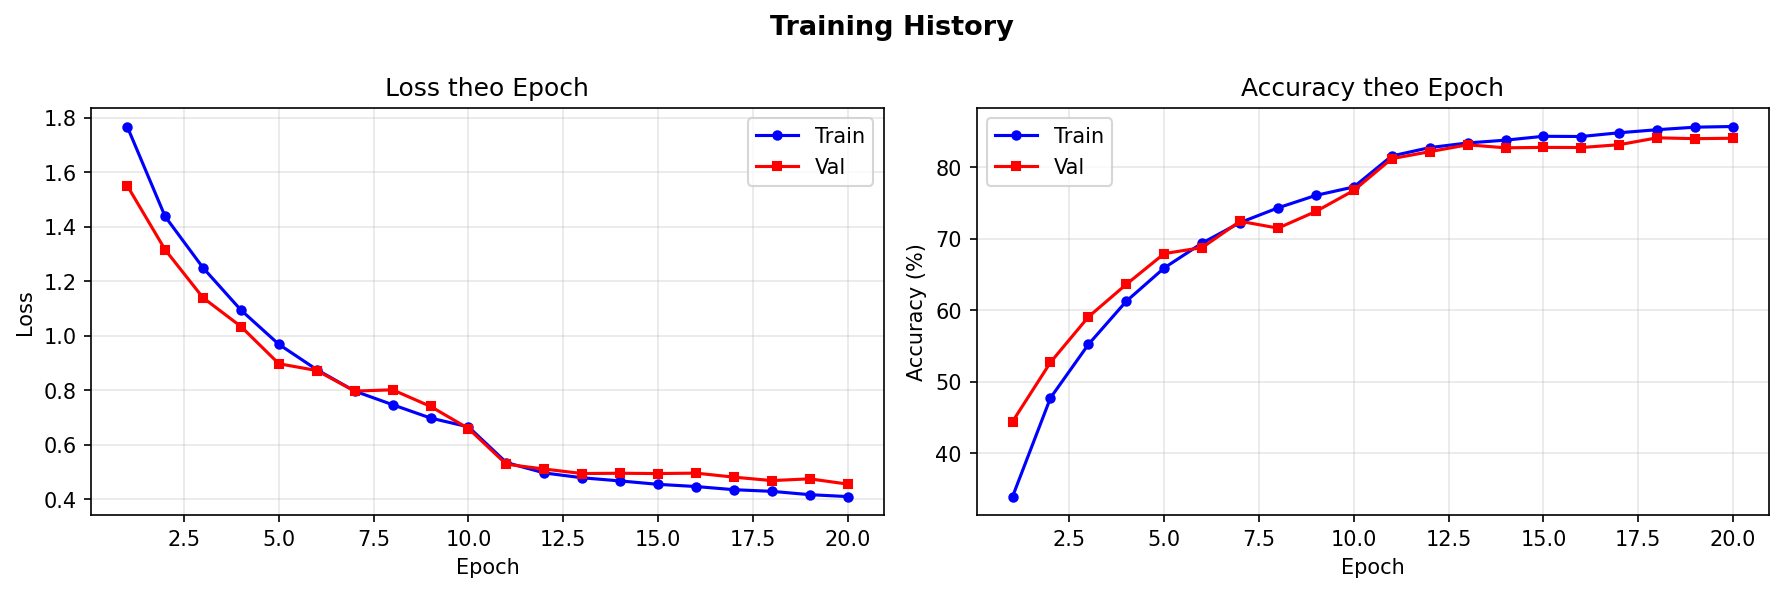 Training History
Loss theo Epoch
Train
Val
Loss
1.8
1.6
1.4
1.2
1.0
0.8
0.6
0.4
2.5 5.0 7.5 10.0 12.5 15.0 17.5 20.0
Epoch
Accuracy theo Epoch
Train
Val
Accuracy (%)
80
70
60
50
40
2.5 5.0 7.5 10.0 12.5 15.0 17.5 20.0
Epoch